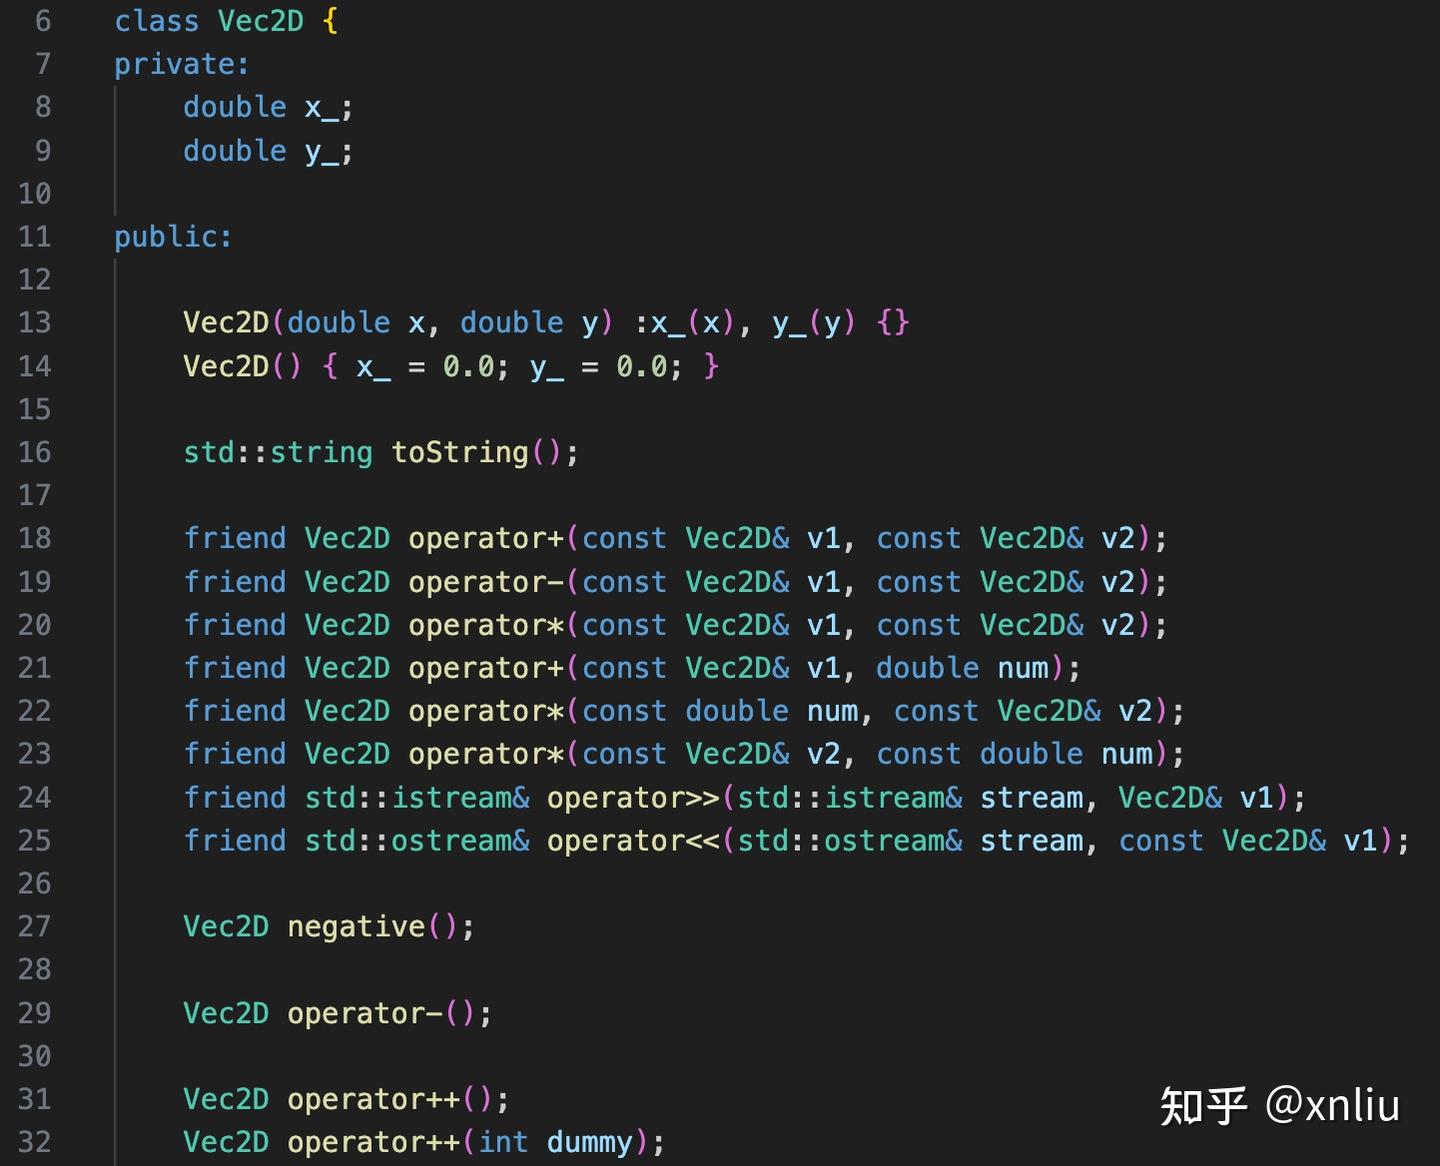 6 class Vec2D {
7 private:
8 double x_;
9 double y_;
10
11 public:
12
13 Vec2D(double x, double y) :x_(x), y_(y) {}
14 Vec2D() { x_ = 0.0; y_ = 0.0; }
15
16 std::string toString();
17
18 friend Vec2D operator+(const Vec2D& v1, const Vec2D& v2);
19 friend Vec2D operator-(const Vec2D& v1, const Vec2D& v2);
20 friend Vec2D operator*(const Vec2D& v1, const Vec2D& v2);
21 friend Vec2D operator+(const Vec2D& v1, double num);
22 friend Vec2D operator*(const double num, const Vec2D& v2);
23 friend Vec2D operator*(const Vec2D& v2, const double num);
24 friend std::istream& operator>>(std::istream& stream, Vec2D& v1);
25 friend std::ostream& operator<<(std::ostream& stream, const Vec2D& v1);
26
27 Vec2D negative();
28
29 Vec2D operator-();
30
31 Vec2D operator++();
32 Vec2D operator++(int dummy);
知乎 @xnliu